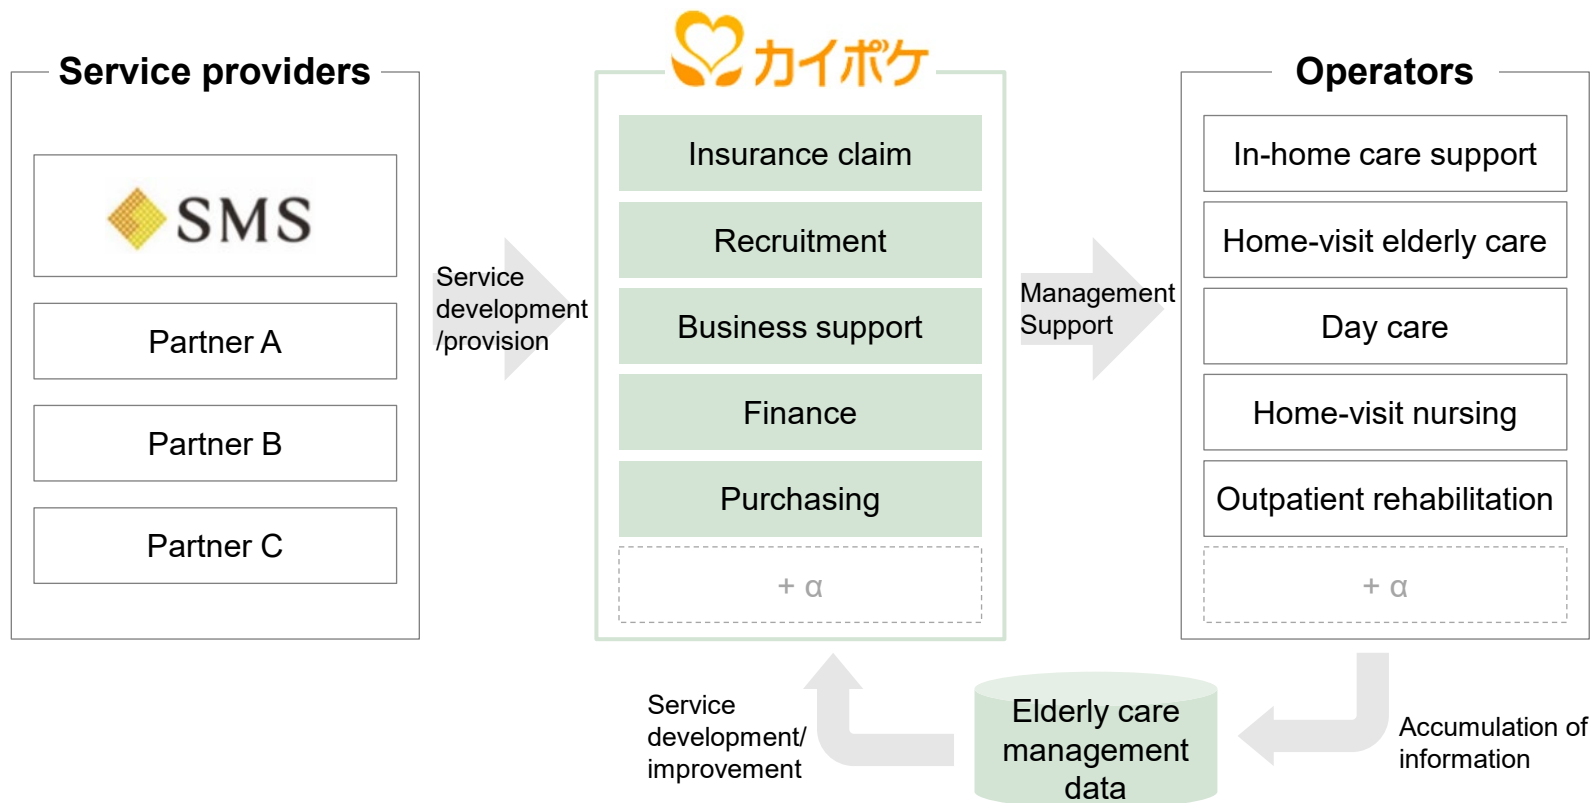 Service providers
SMS
Partner A
Partner B
Partner C
Service
development
/provision
カイポケ
Insurance claim
Recruitment
Business support
Finance
Purchasing
+ α
Management
Support
Operators
In-home care support
Home-visit elderly care
Day care
Home-visit nursing
Outpatient rehabilitation
+ α
Service
development/
improvement
Elderly care
management
data
Accumulation of
information